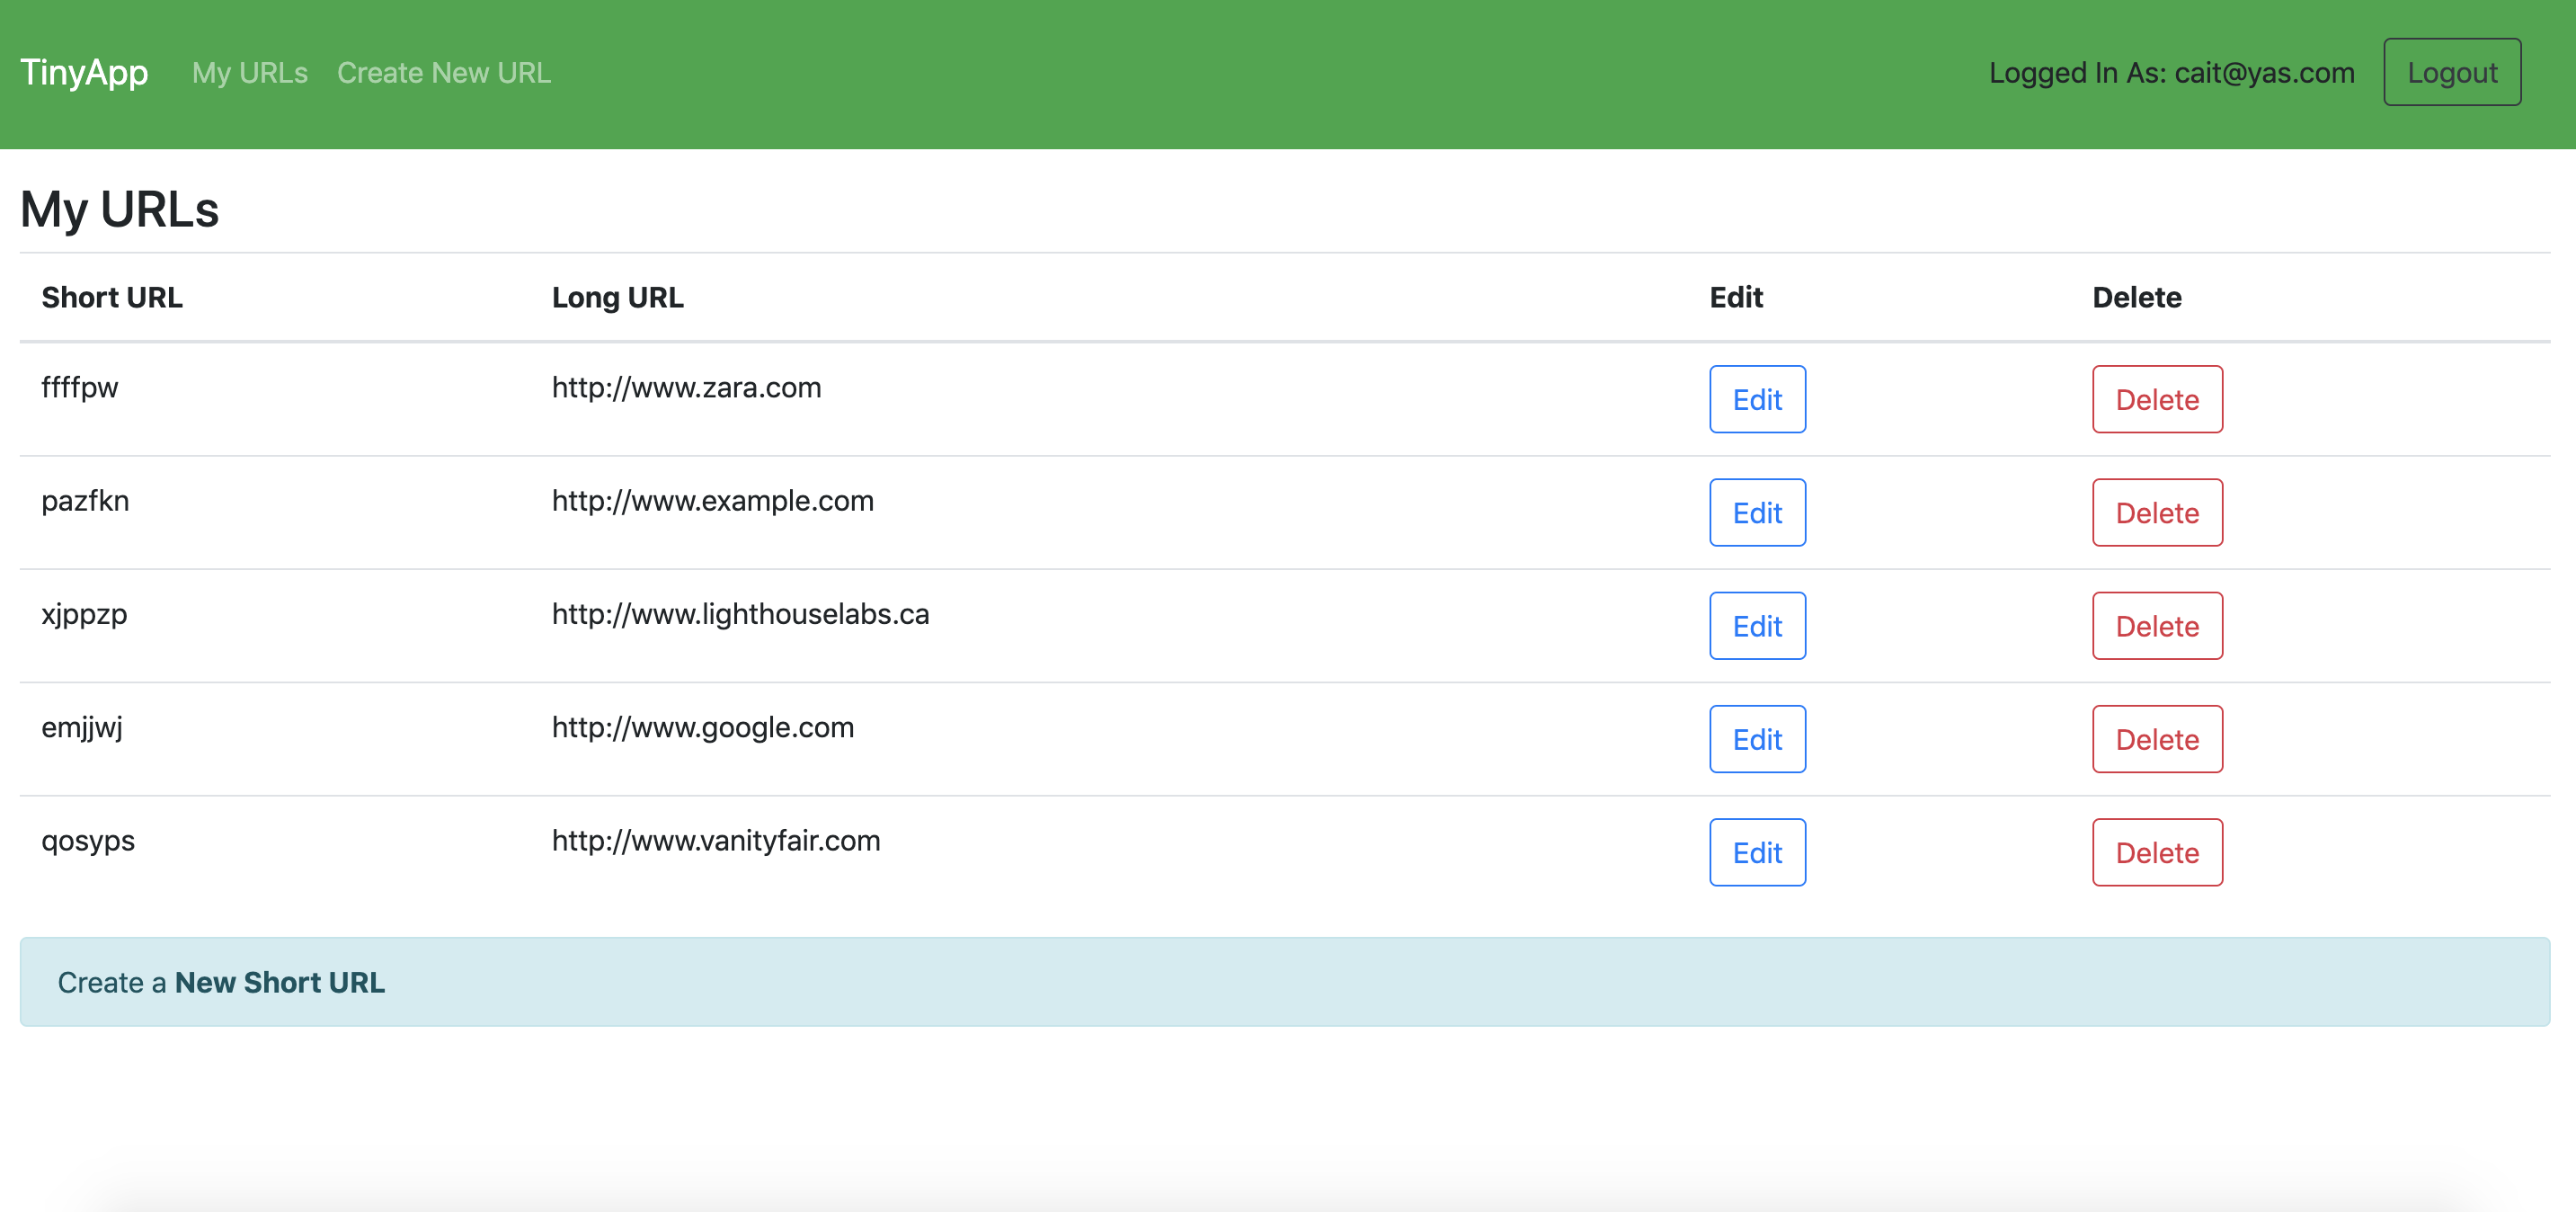 TinyApp My URLs Create New URL Logged In As: cait@yas.com Logout
My URLs
Short URL Long URL Edit Delete
ffffpw http://www.zara.com Edit Delete
pazfkn http://www.example.com Edit Delete
xjppzp http://www.lighthouselabs.ca Edit Delete
emjjwj http://www.google.com Edit Delete
qosyps http://www.vanityfair.com Edit Delete
Create a New Short URL